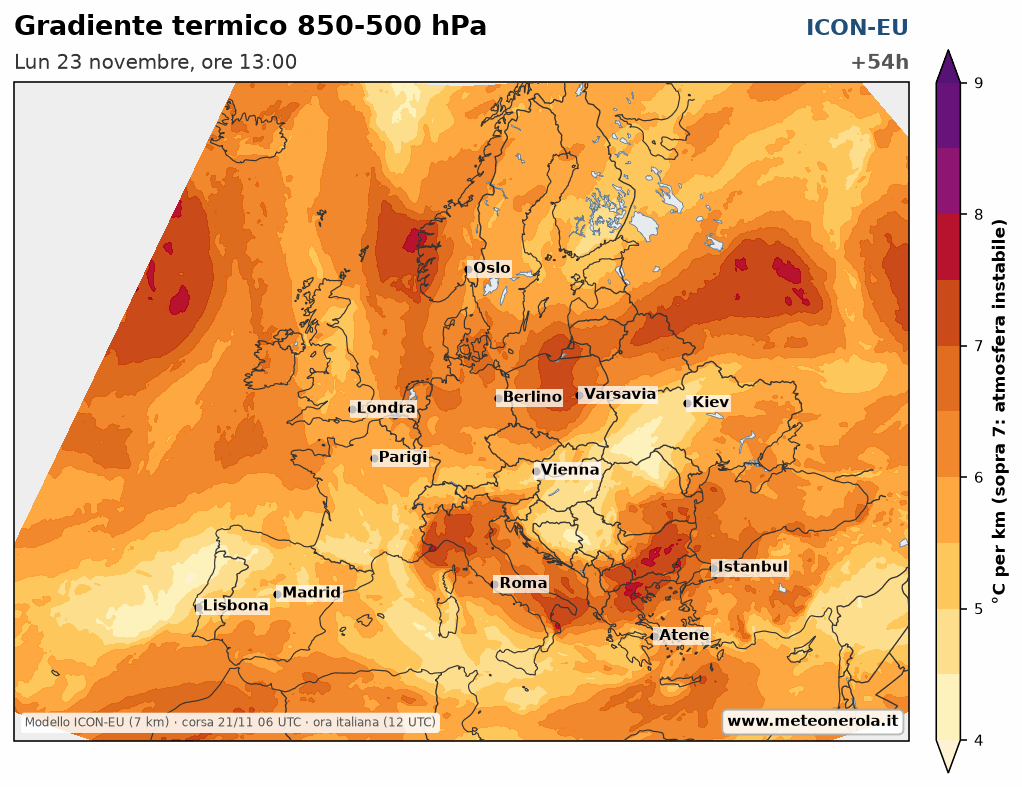 Gradiente termico 850-500 hPa
ICON-EU
Lun 23 novembre, ore 13:00
+54h
9
8
7
6
5
4
°C per km (sopra 7: atmosfera instabile)
Oslo
Londra
Berlino
Varsavia
Kiev
Parigi
Vienna
Istanbul
Roma
Madrid
Lisbona
Atene
Modello ICON-EU (7 km) · corsa 21/11 06 UTC · ora italiana (12 UTC)
www.meteonerola.it